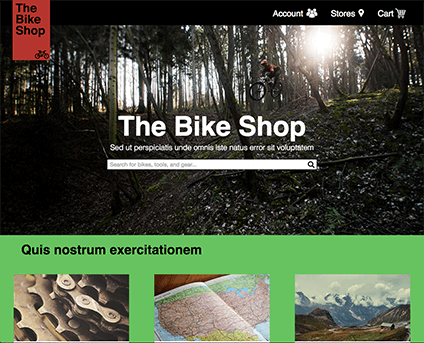 The
Bike
Shop
Account Stores Cart
The Bike Shop
Sed ut perspiciatis unde omnis iste natus error sit voluptatem
Search for bikes, tools, and gear...
Quis nostrum exercitationem